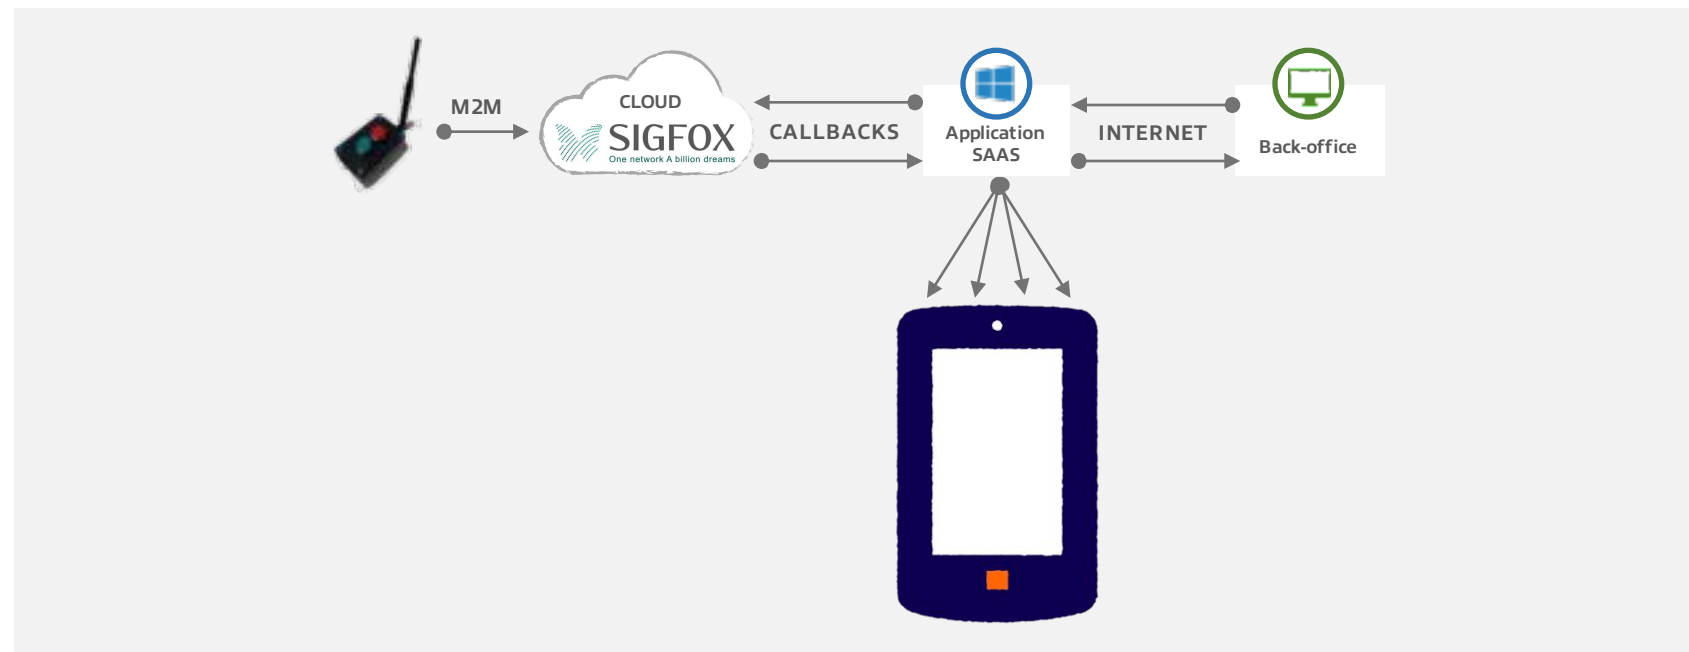 M2M
CLOUD
SIGFOX
One network A billion dreams
CALLBACKS
Application
SAAS
INTERNET
Back-office